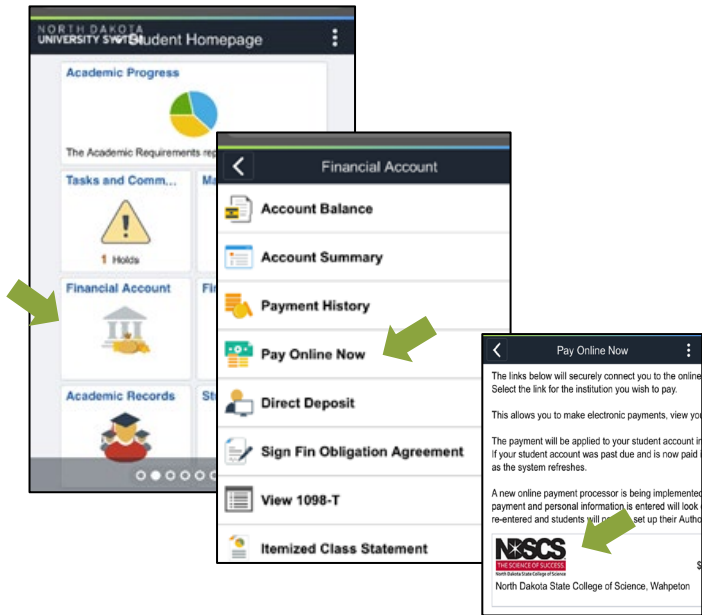 NORTH DAKOTA
UNIVERSITY SYSTEM
Student Homepage
Academic Progress
The Academic Requirements rep
Tasks and Comm...
Ma
1 Holds
Financial Account
Fi
Academic Records
St
Financial Account
Account Balance
Account Summary
Payment History
Pay Online Now
Direct Deposit
Sign Fin Obligation Agreement
View 1098-T
Itemized Class Statement
Pay Online Now
The links below will securely connect you to the online
Select the link for the institution you wish to pay.
This allows you to make electronic payments, view you
The payment will be applied to your student account in
If your student account was past due and is now paid i
as the system refreshes.
A new online payment processor is being implemented
payment and personal information is entered will look
re-entered and students will set up their Autho
NDSCS
THE SCIENCE OF SUCCESS.
North Dakota State College of Science
$
North Dakota State College of Science, Wahpeton